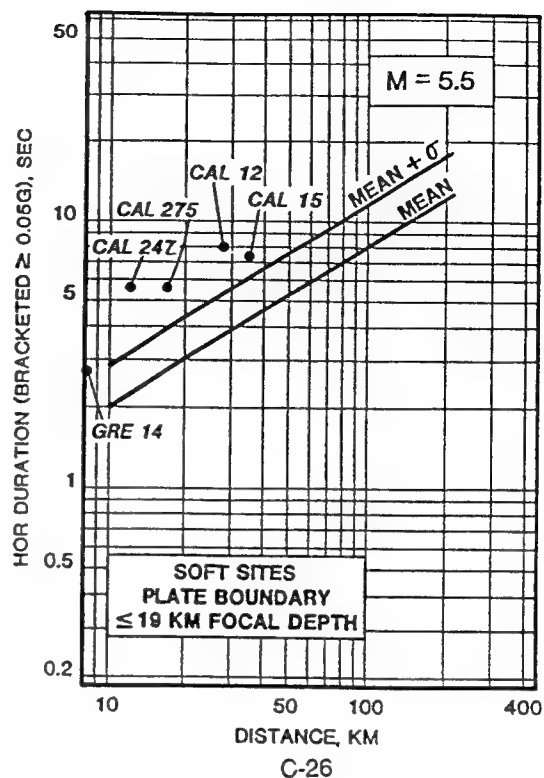 50
M = 5.5
CAL 12
MEAN + σ
CAL 15
MEAN
10
CAL 275
CAL 247
5
GRE 14
1
0.5
SOFT SITES
PLATE BOUNDARY
≤ 19 KM FOCAL DEPTH
0.2
HOR DURATION (BRACKETED ≥ 0.05G), SEC
10
50
100
400
DISTANCE, KM
C-26